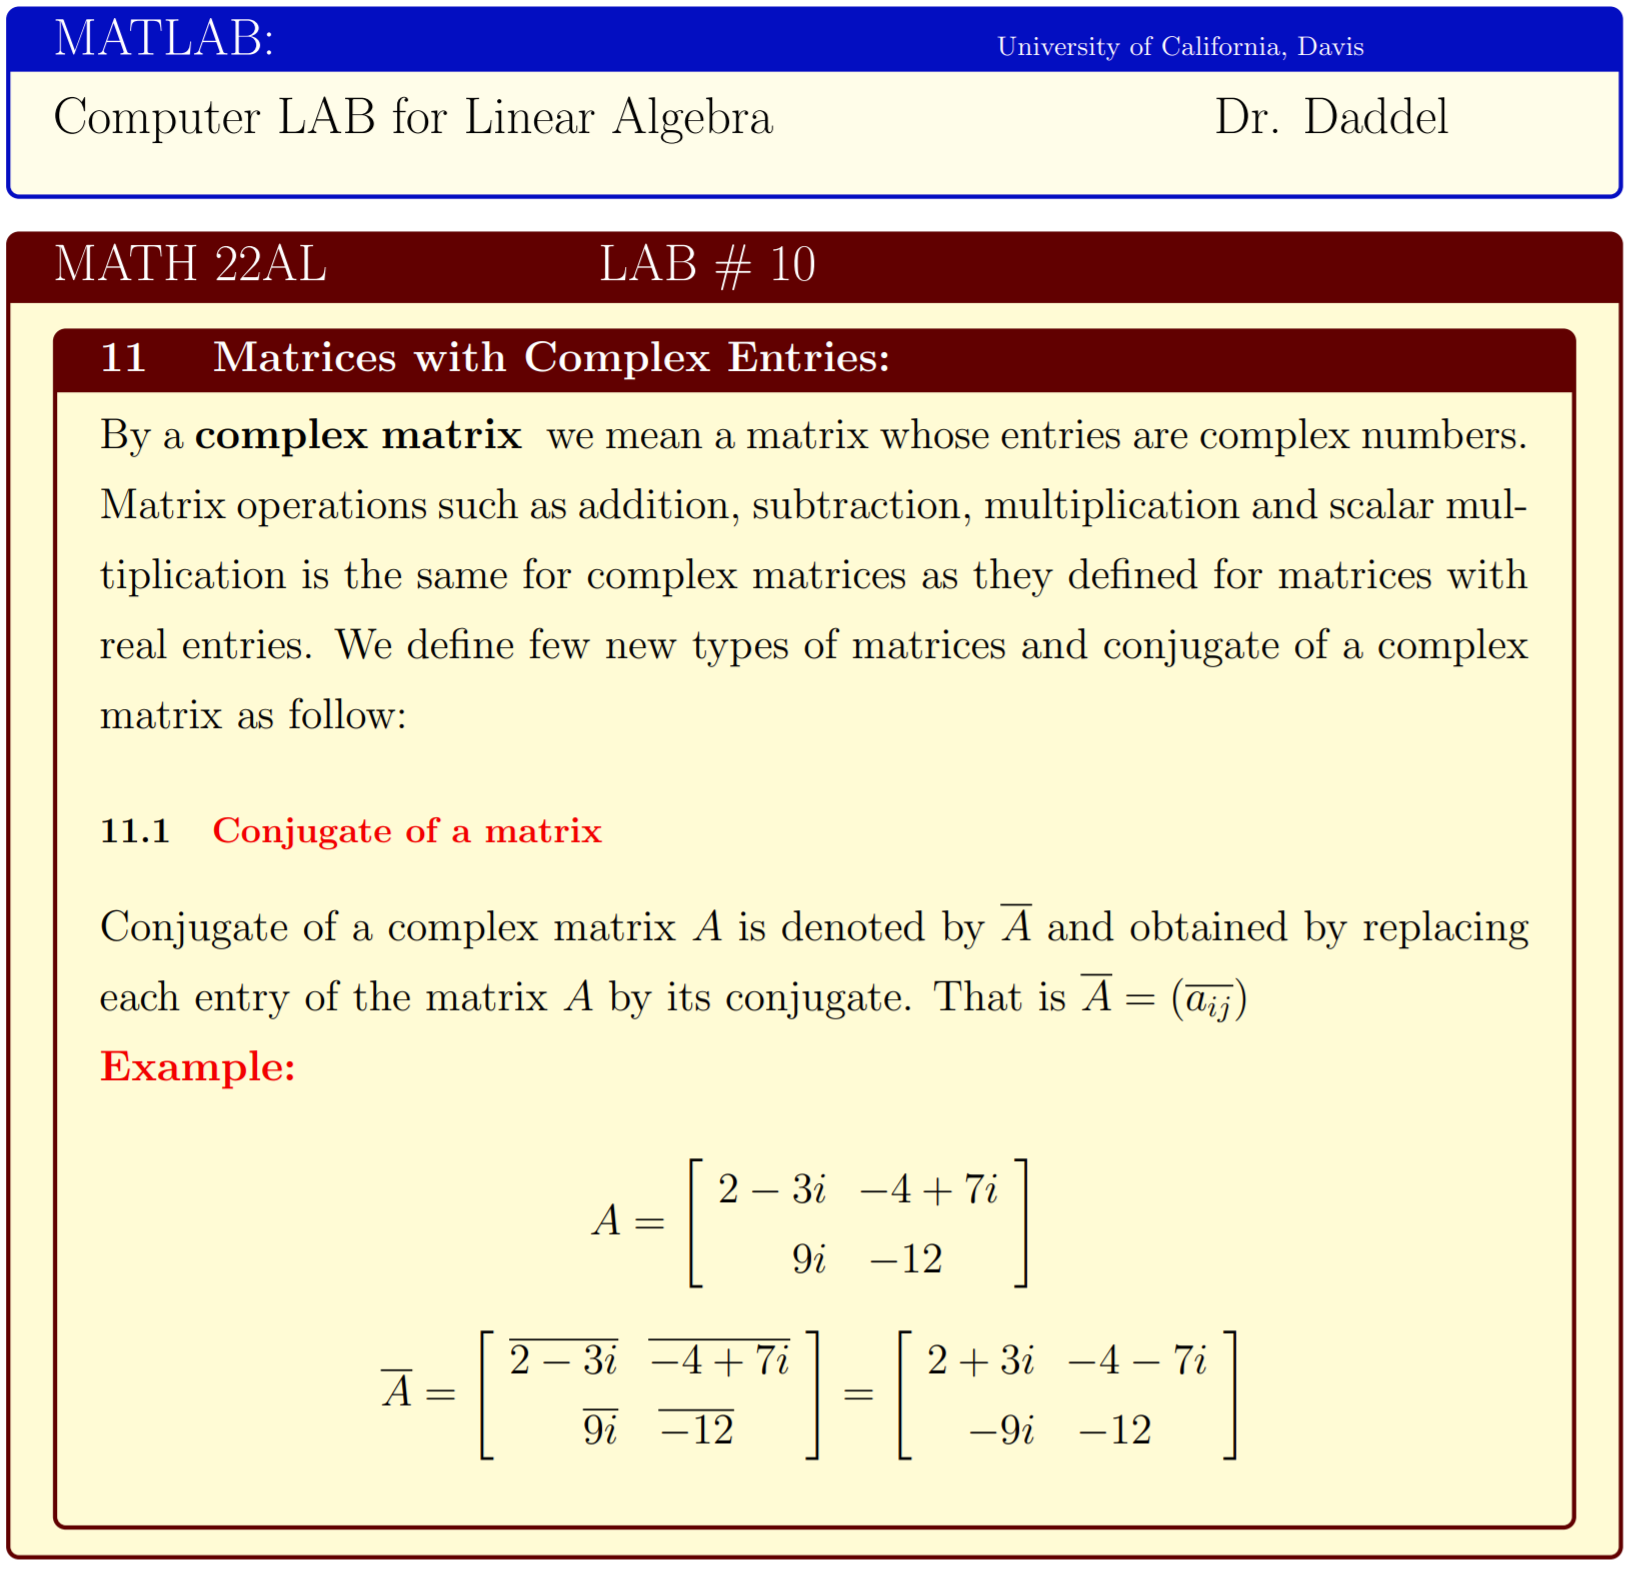 MATLAB: University of California, Davis
Computer LAB for Linear Algebra Dr. Daddel
MATH 22AL LAB # 10
11 Matrices with Complex Entries:
By a complex matrix we mean a matrix whose entries are complex numbers.
Matrix operations such as addition, subtraction, multiplication and scalar mul-
tiplication is the same for complex matrices as they defined for matrices with
real entries. We define few new types of matrices and conjugate of a complex
matrix as follow:
11.1 Conjugate of a matrix
Conjugate of a complex matrix A is denoted by A̅ and obtained by replacing
each entry of the matrix A by its conjugate. That is $\overline{A} = (\overline{a_{ij}})$
Example:
$A = \begin{bmatrix} 2-3i & -4+7i \\ 9i & -12 \end{bmatrix}$
$\overline{A} = \begin{bmatrix} \overline{2-3i} & \overline{-4+7i} \\ \overline{9i} & \overline{-12} \end{bmatrix} = \begin{bmatrix} 2+3i & -4-7i \\ -9i & -12 \end{bmatrix}$